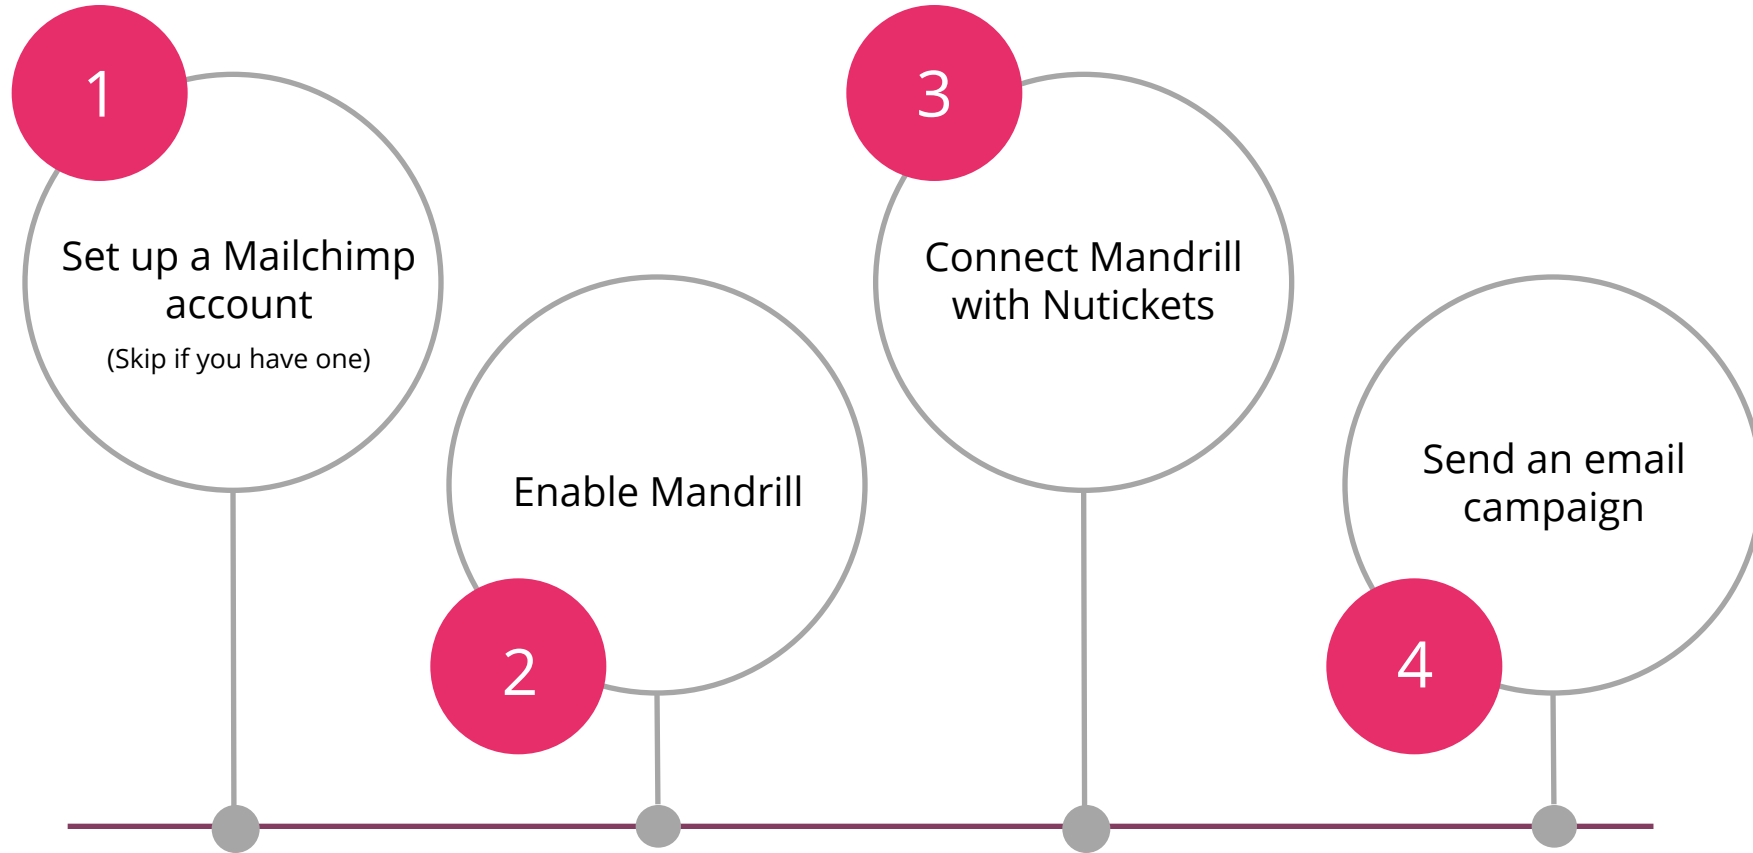 1
Set up a Mailchimp
account
(Skip if you have one)
2
Enable Mandrill
3
Connect Mandrill
with Nutickets
4
Send an email
campaign